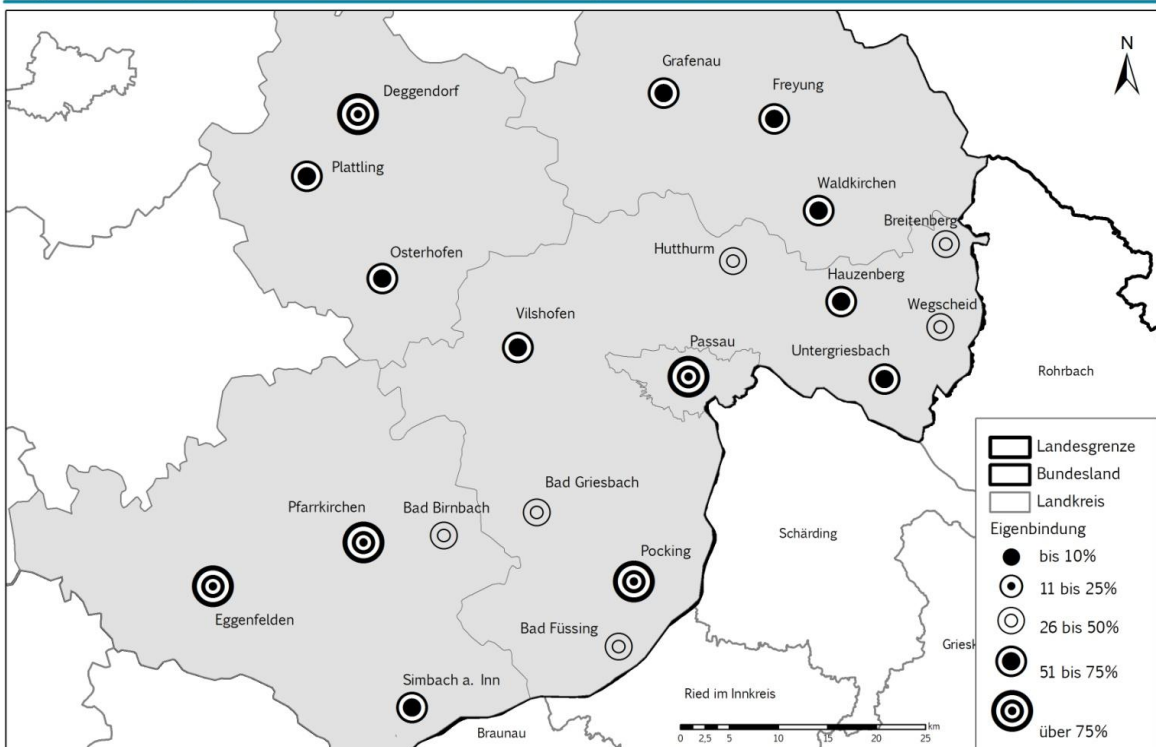 N
Grafenau
Deggendorf
Freyung
Plattling
Waldkirchen
Breitenberg
Hutthurm
Osterhofen
Hauzenberg
Wegscheid
Vilshofen
Passau
Untergriesbach
Rohrbach
Landesgrenze
Bundesland
Landkreis
Eigenbindung
bis 10%
11 bis 25%
26 bis 50%
51 bis 75%
über 75%
Bad Griesbach
Pfarrkirchen
Bad Birnbach
Schärding
Pocking
Eggenfelden
Bad Füssing
Griesk
Simbach a. Inn
Ried im Innkreis
Braunau
km
0 2,5 5 10 15 20 25